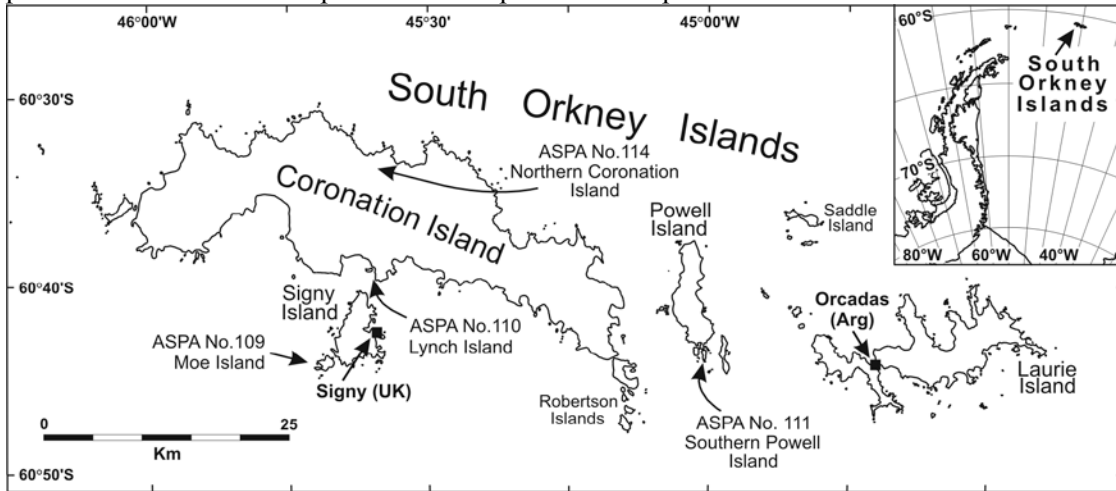 46°00'W
45°30'
45°00'
60°30'S
60°40'S
60°50'S
South Orkney Islands
ASPA No.114
Northern Coronation
Island
Coronation Island
Powell
Island
Saddle
Island
Signy
Island
ASPA No.109
Moe Island
ASPA No.110
Lynch Island
Signy (UK)
Robertson
Islands
ASPA No. 111
Southern Powell
Island
Orcadas
(Arg)
Laurie
Island
0
25
Km
60°S
South
Orkney
Islands
70°S
80°W
60°W
40°W